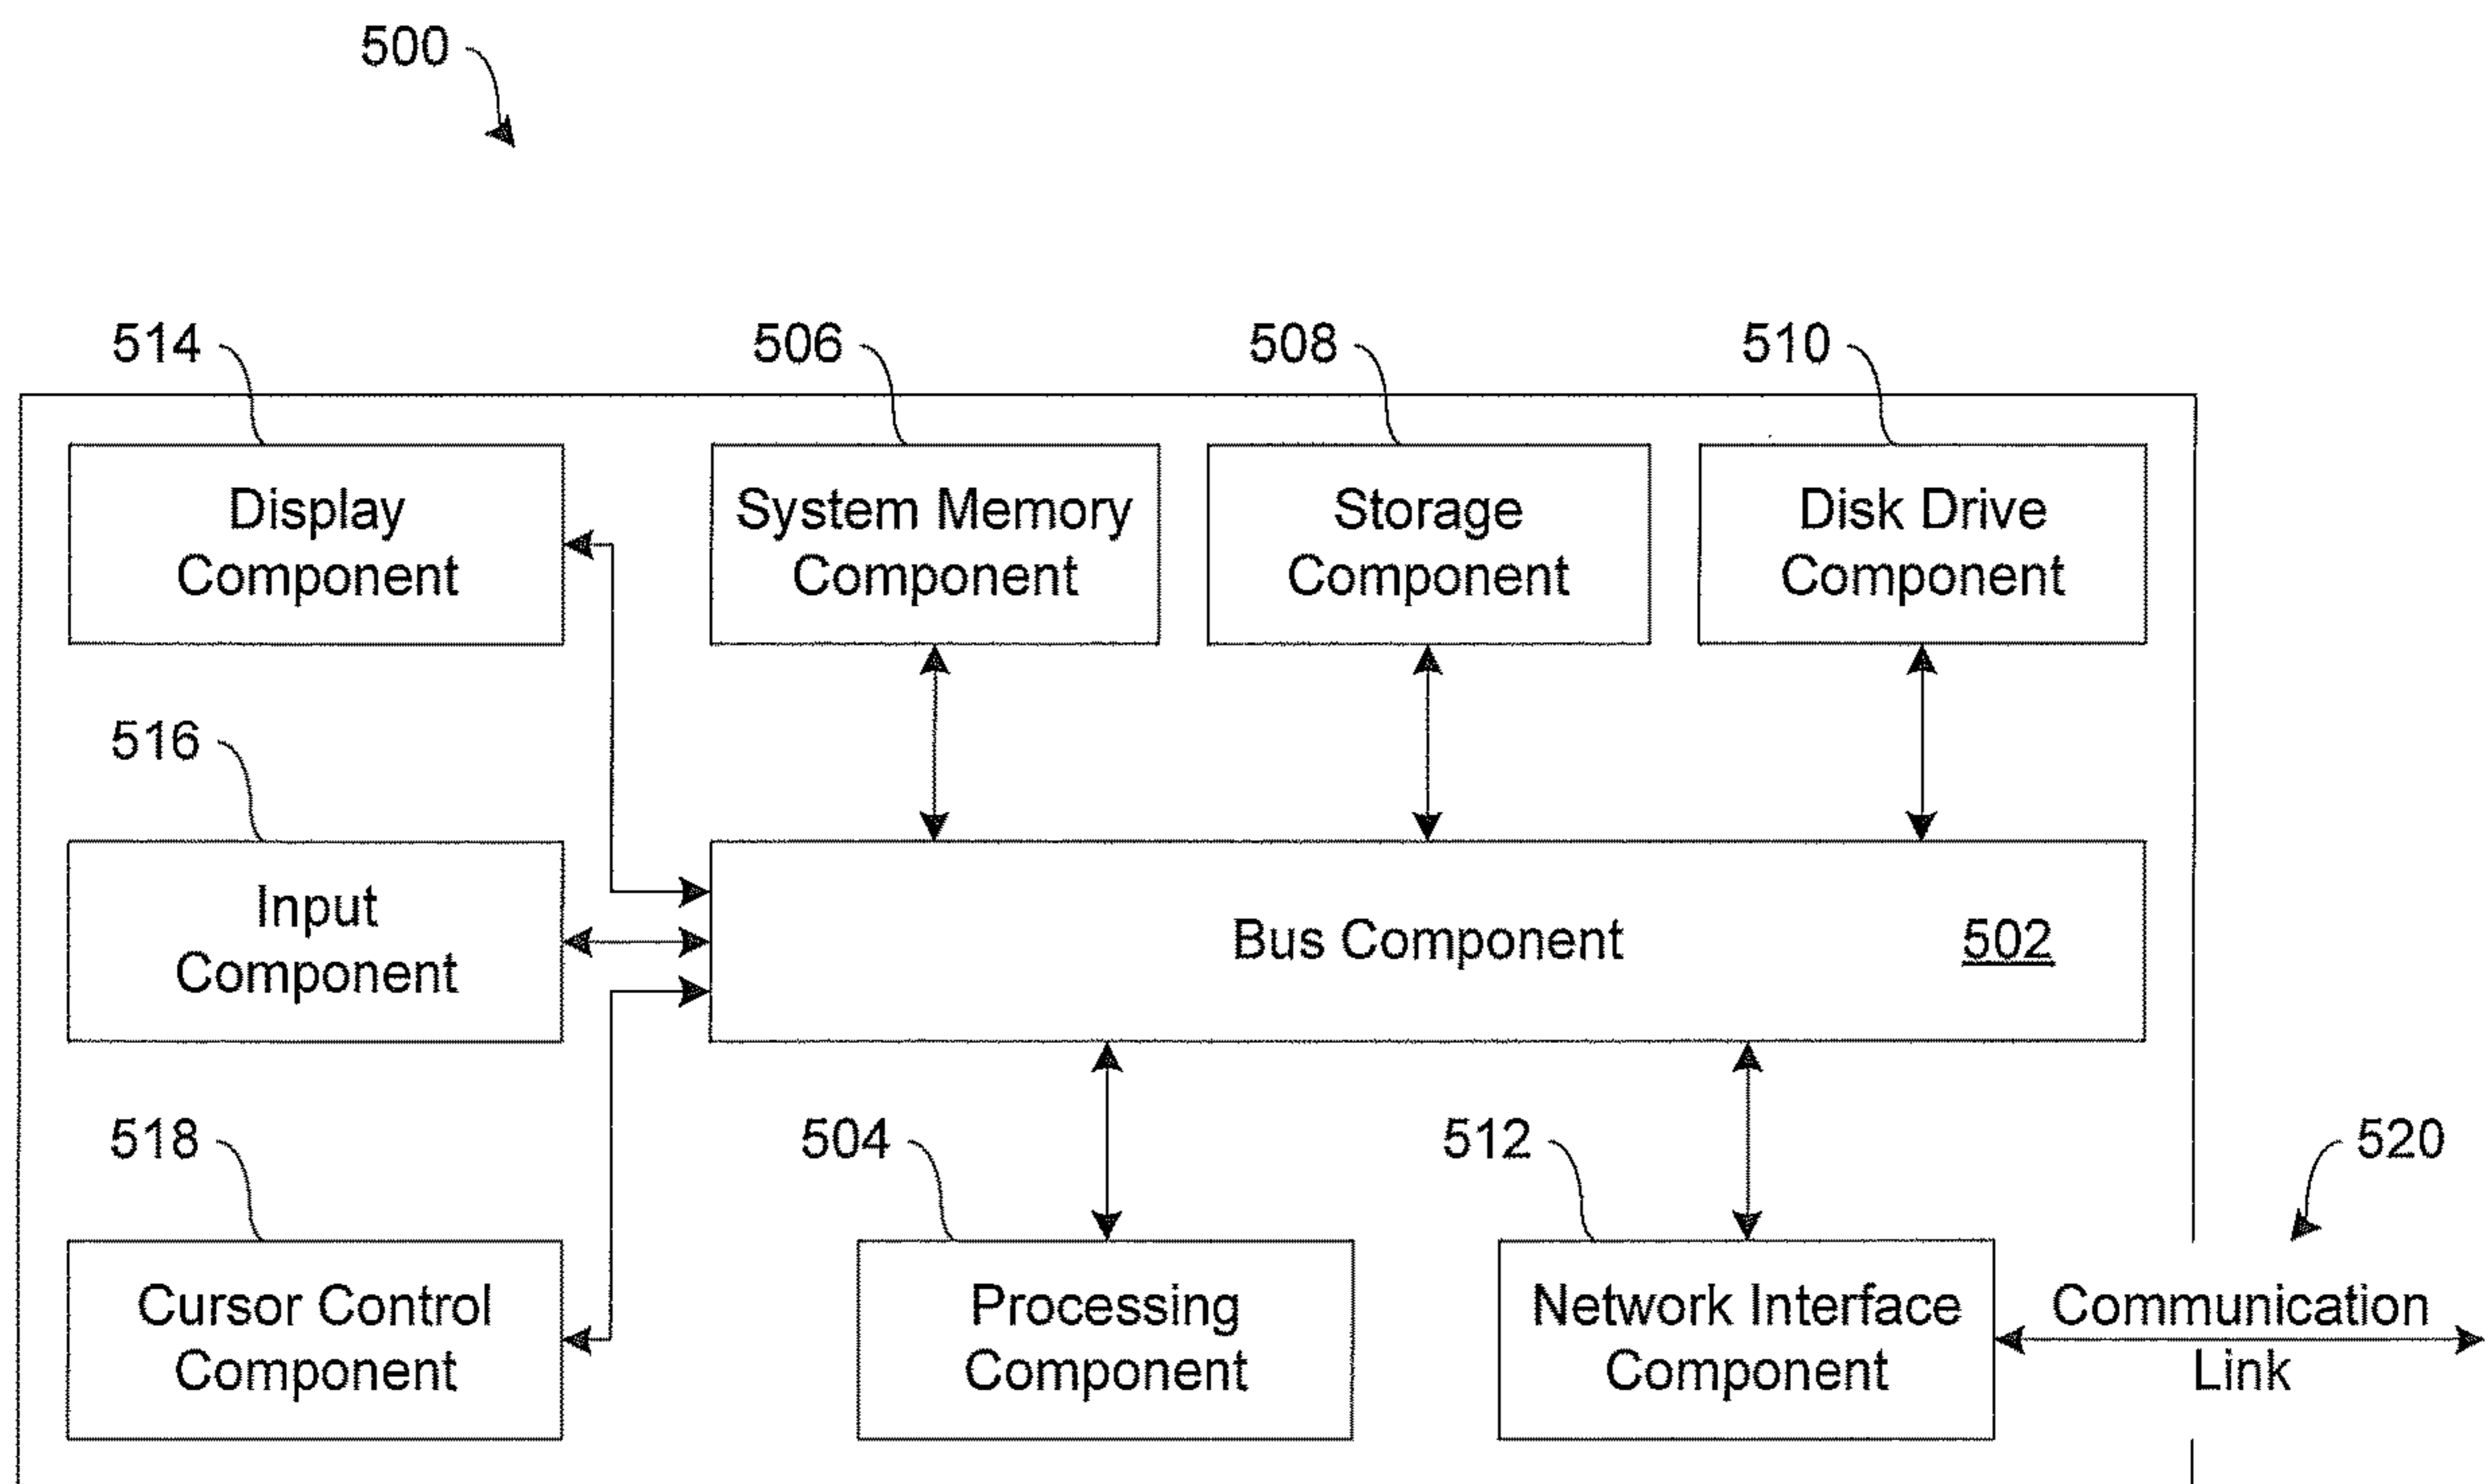 500
514
506
508
510
Display
Component
System Memory
Component
Storage
Component
Disk Drive
Component
516
Input
Component
Bus Component
502
518
504
512
520
Cursor Control
Component
Processing
Component
Network Interface
Component
Communication
Link